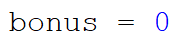 bonus = 0